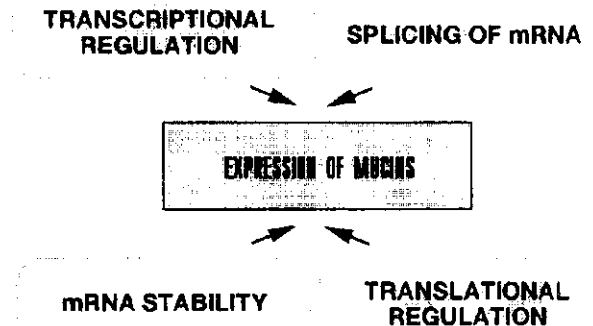 TRANSCRIPTIONAL
REGULATION
SPLICING OF mRNA
EXPRESSION OF MUCINS
mRNA STABILITY
TRANSLATIONAL
REGULATION